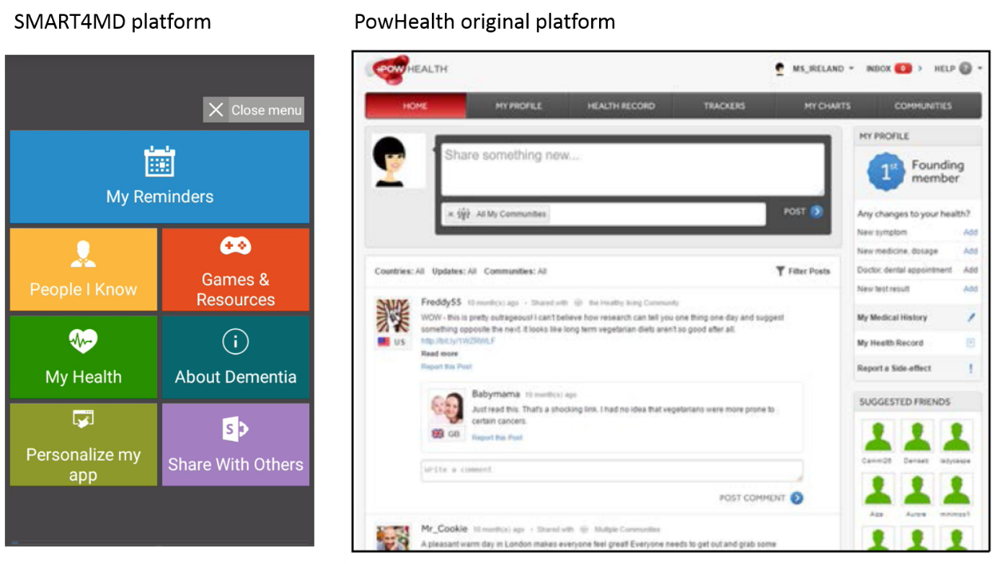 SMART4MD platform
PowHealth original platform
Close menu
My Reminders
People I Know
Games &
Resources
My Health
About Dementia
Personalize my
app
Share With Others
POWHEALTH
MS_IRELAND
INBOX 0
HELP ?
HOME
MY PROFILE
HEALTH RECORD
TRACKERS
MY CHARTS
COMMUNITIES
Share something new...
× All My Communities
POST
MY PROFILE
1st
Founding
member
Any changes to your health?
New symptom Add
New medicine, dosage Add
Doctor, dental appointment Add
New test result Add
My Medical History
My Health Record
Report a Side-effect !
SUGGESTED FRIENDS
Cammi26 Denise
Aiza Aurore minimoo1
Countries: All Updates: All Communities: All
Filter Posts
Freddy55 10 month(s) ago • Shared with the Healthy living Community
WOW - this is pretty outrageous! I can't believe how research can tell you one thing one day and suggest
something opposite the next. It looks like long term vegetarian diets aren't so good after all.
http://bit.ly/1WZRWLF
US
Read more
Report this Post
Babymama 10 month(s) ago
Just read this. That's a shocking link. I had no idea that vegetarians were more prone to
certain cancers.
GB
Report this Post
Write a comment
POST COMMENT
Mr_Cookie 10 month(s) ago • Shared with Multiple Communities
A pleasant warm day in London makes everyone feel great! Everyone needs to get out and grab some